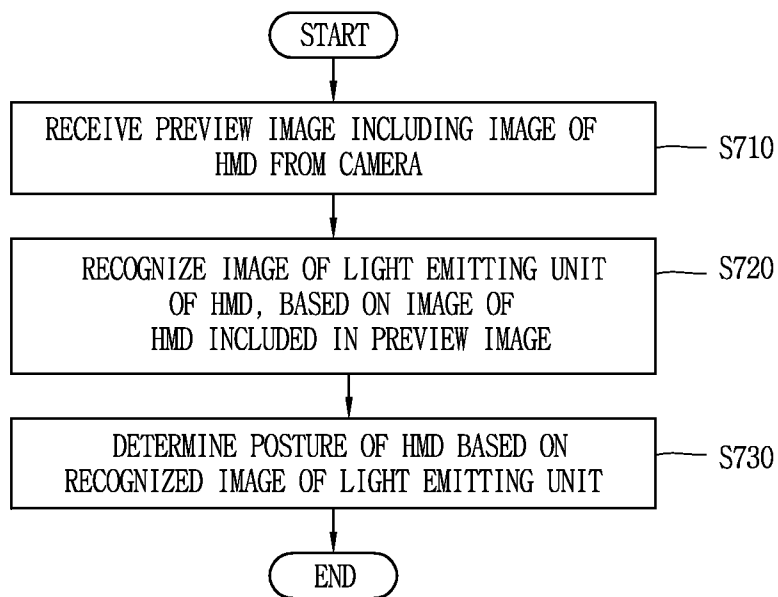 START
RECEIVE PREVIEW IMAGE INCLUDING IMAGE OF
HMD FROM CAMERA
S710
RECOGNIZE IMAGE OF LIGHT EMITTING UNIT
OF HMD, BASED ON IMAGE OF
HMD INCLUDED IN PREVIEW IMAGE
S720
DETERMINE POSTURE OF HMD BASED ON
RECOGNIZED IMAGE OF LIGHT EMITTING UNIT
S730
END